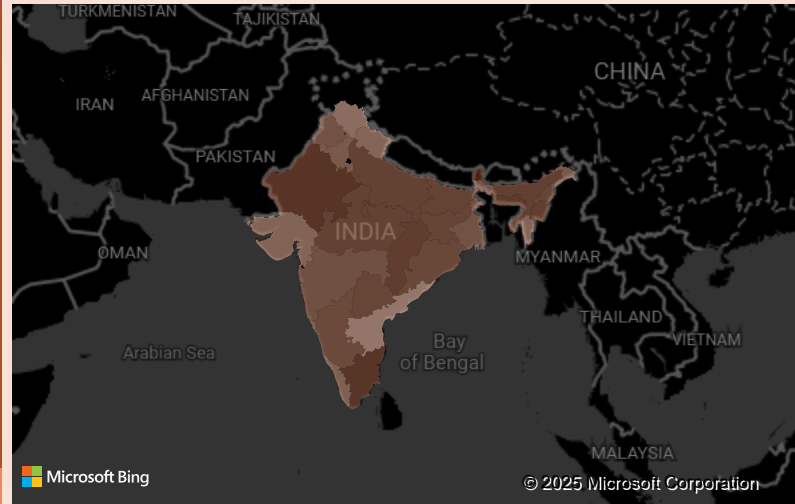 TURKMENISTAN
TAJIKISTAN
CHINA
IRAN
AFGHANISTAN
PAKISTAN
INDIA
OMAN
MYANMAR
THAILAND
VIETNAM
Arabian Sea
Bay
of Bengal
MALAYSIA
Microsoft Bing
© 2025 Microsoft Corporation